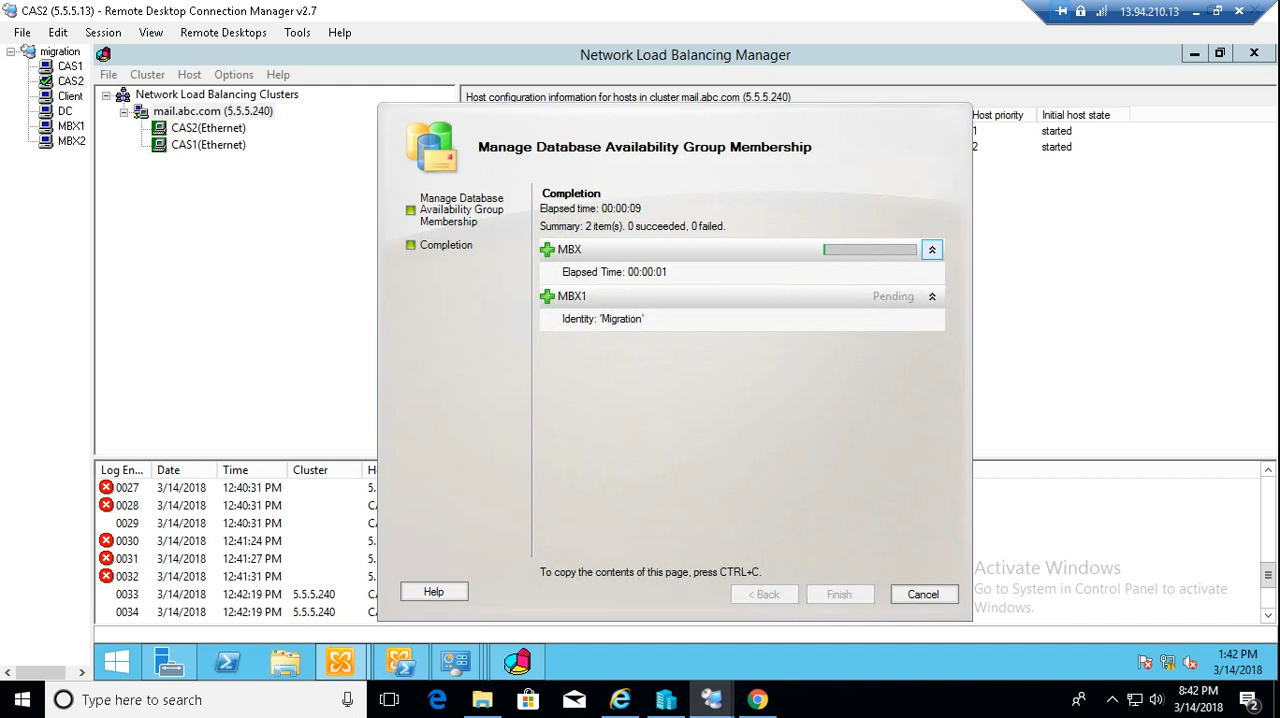 CAS2 (5.5.5.13) - Remote Desktop Connection Manager v2.7
13.94.210.13
File Edit Session View Remote Desktops Tools Help
migration
CAS1
CAS2
Client
DC
MBX1
MBX2
Network Load Balancing Manager
File Cluster Host Options Help
Network Load Balancing Clusters
mail.abc.com (5.5.5.240)
CAS2(Ethernet)
CAS1(Ethernet)
Host configuration information for hosts in cluster mail.abc.com (5.5.5.240)
Host priority Initial host state
1 started
2 started
Manage Database Availability Group Membership
Manage Database
Availability Group
Membership
Completion
Completion
Elapsed time: 00:00:09
Summary: 2 item(s). 0 succeeded, 0 failed.
MBX
Elapsed Time: 00:00:01
MBX1 Pending
Identity: 'Migration'
To copy the contents of this page, press CTRL+C.
Help < Back Finish Cancel
Log En... Date Time Cluster H
0027 3/14/2018 12:40:31 PM 5.
0028 3/14/2018 12:40:31 PM CA
0029 3/14/2018 12:40:31 PM CA
0030 3/14/2018 12:41:24 PM CA
0031 3/14/2018 12:41:27 PM CA
0032 3/14/2018 12:41:31 PM CA
0033 3/14/2018 12:42:19 PM 5.5.5.240 CA
0034 3/14/2018 12:42:19 PM 5.5.5.240 CA
Activate Windows
Go to System in Control Panel to activate
Windows.
1:42 PM
3/14/2018
Type here to search
8:42 PM
3/14/2018
2